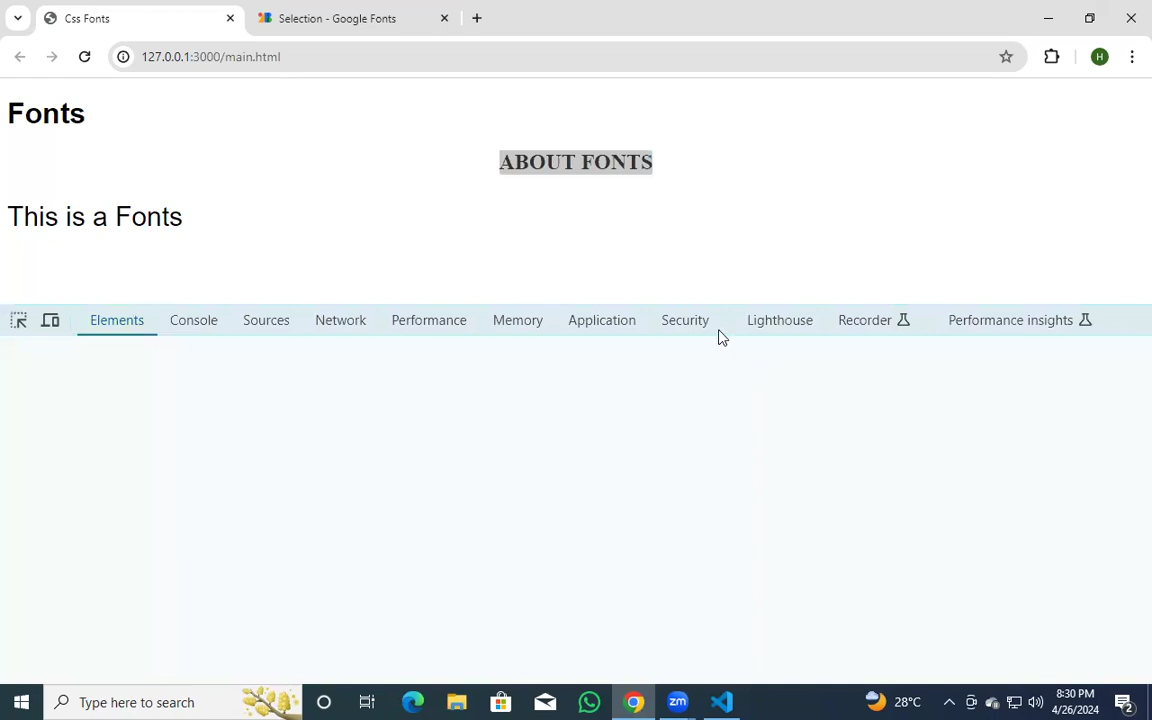 Css Fonts
Selection - Google Fonts
127.0.0.1:3000/main.html
H
Fonts
ABOUT FONTS
This is a Fonts
Elements Console Sources Network Performance Memory Application Security Lighthouse Recorder Performance insights
Type here to search
zm
28°C
8:30 PM
4/26/2024
2